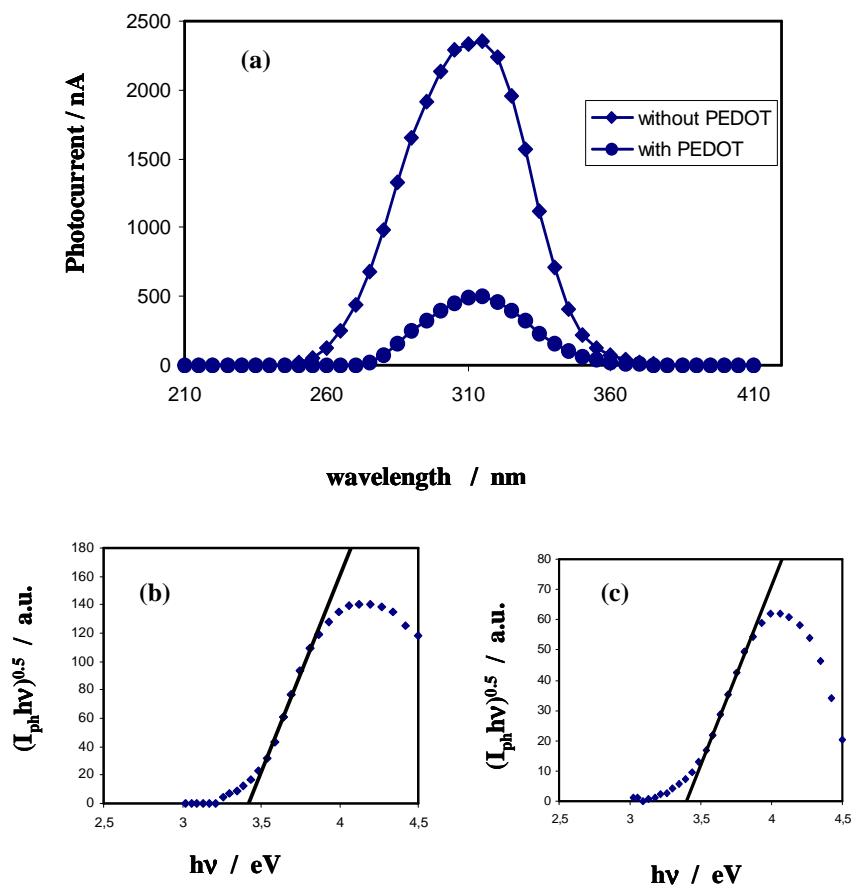 (a)
Photocurrent / nA
2500
2000
1500
1000
500
0
210 260 310 360 410
without PEDOT
with PEDOT
wavelength / nm
(b)
(I_ph hν)^0.5 / a.u.
180
160
140
120
100
80
60
40
20
0
2,5 3 3,5 4 4,5
hν / eV
(c)
(I_ph hν)^0.5 / a.u.
80
70
60
50
40
30
20
10
0
2,5 3 3,5 4 4,5
hν / eV